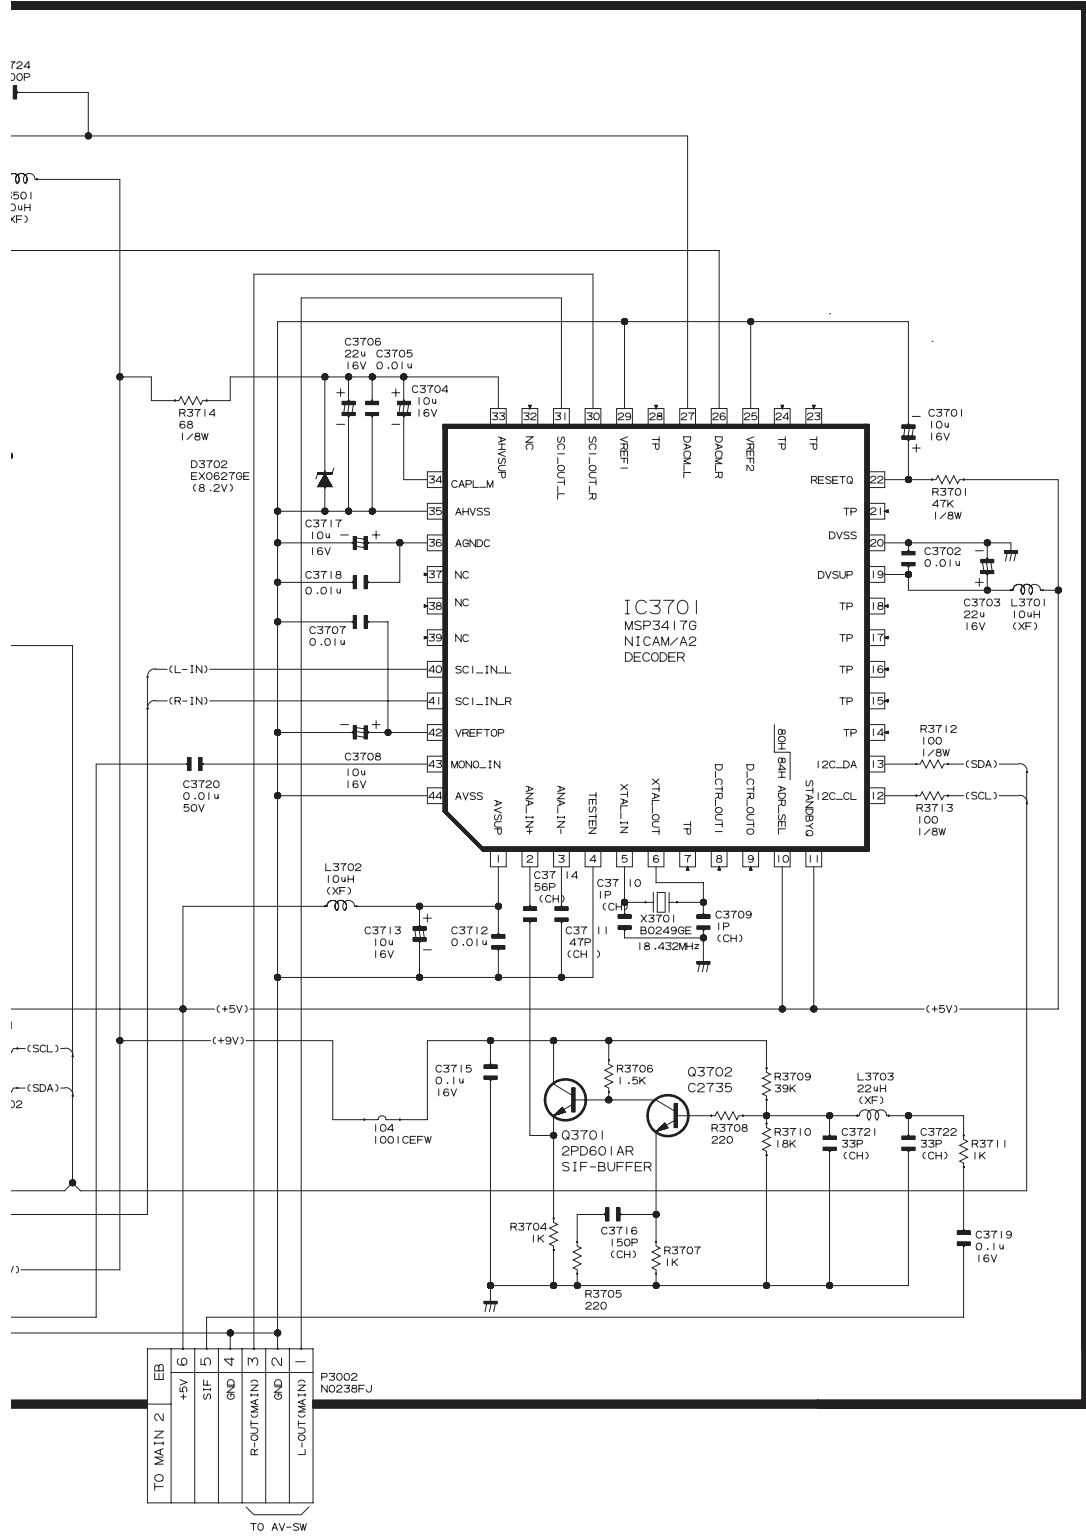 724
00P
501
0uH
XF)
C3706
22u
16V
C3705
0.01u
C3704
10u
16V
R3714
68
1/8W
D3702
EX0627GE
(8.2V)
C3717
10u
16V
C3718
0.01u
C3707
0.01u
(L-IN)
(R-IN)
C3708
10u
16V
C3720
0.01u
50V
33
32
31
30
29
28
27
26
25
24
23
AHVSUP
NC
SC1_OUT_L
SC1_OUT_R
VREF1
TP
DACM_L
DACM_R
VREF2
TP
TP
34 CAPL_M
35 AHVSS
36 AGNDC
37 NC
38 NC
39 NC
40 SC1_IN_L
41 SC1_IN_R
42 VREFTOP
43 MONO_IN
44 AVSS
IC3701
MSP3417G
NICAM/A2
DECODER
RESETQ 22
TP 21
DVSS 20
DVSUP 19
TP 18
TP 17
TP 16
TP 15
TP 14
I2C_DA 13
I2C_CL 12
C3701
10u
16V
R3701
47K
1/8W
C3702
0.01u
C3703
22u
16V
L3701
10uH
(XF)
R3712
100
1/8W
(SDA)
(SCL)
R3713
100
1/8W
AVSUP
ANA_IN+
ANA_IN-
TESTEN
XTAL_IN
XTAL_OUT
TP
D_CTR_OUT1
D_CTR_OUT0
80H 84H ADR_SEL
STANDBYQ
1
2
3
4
5
6
7
8
9
10
11
L3702
10uH
(XF)
C3713
10u
16V
C3712
0.01u
C37 14
56P
(CH)
C37 11
47P
(CH)
C37 10
1P
(CH)
X3701
B0249GE
18.432MHz
C3709
1P
(CH)
(+5V)
(+5V)
(+9V)
(SCL)
(SDA)
02
C3715
0.1u
16V
104
1001CEFW
R3706
1.5K
Q3702
C2735
R3709
39K
L3703
22uH
(XF)
Q3701
2PD601AR
SIF-BUFFER
R3708
220
R3710
18K
C3721
33P
(CH)
C3722
33P
(CH)
R3711
1K
R3704
1K
C3716
150P
(CH)
R3707
1K
R3705
220
C3719
0.1u
16V
TO MAIN 2
EB
6 +5V
5 SIF
4 GND
3 R-OUT(MAIN)
2 GND
1 L-OUT(MAIN)
P3002
N0238FJ
TO AV-SW